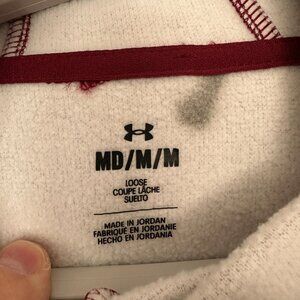 MD/M/M
LOOSE
COUPE LÂCHE
SUELTO
MADE IN JORDAN
FABRIQUÉ EN JORDANIE
HECHO EN JORDANIA